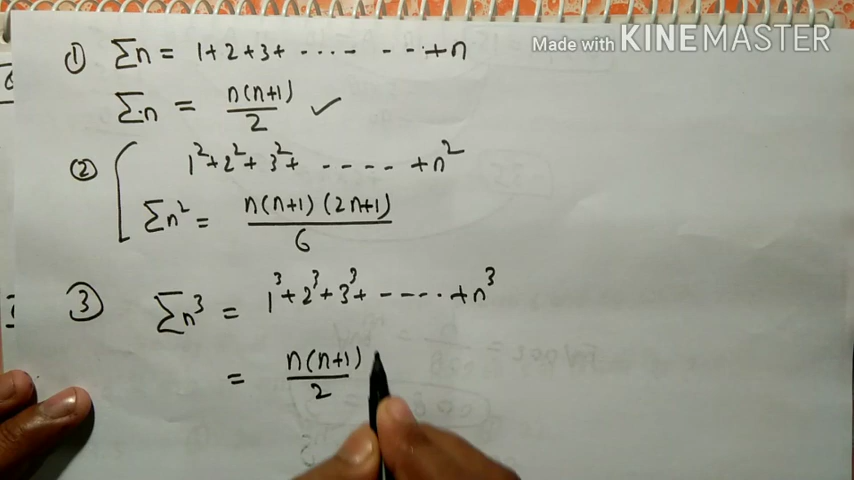 Made with KINEMASTER
① Σn = 1+2+3+ ........ +n
Σn = n(n+1)/2 ✓
② 1²+2²+3²+ ----- +n²
Σn² = n(n+1)(2n+1)/6
③ Σn³ = 1³+2³+3³+ ----.. +n³
= n(n+1)/2